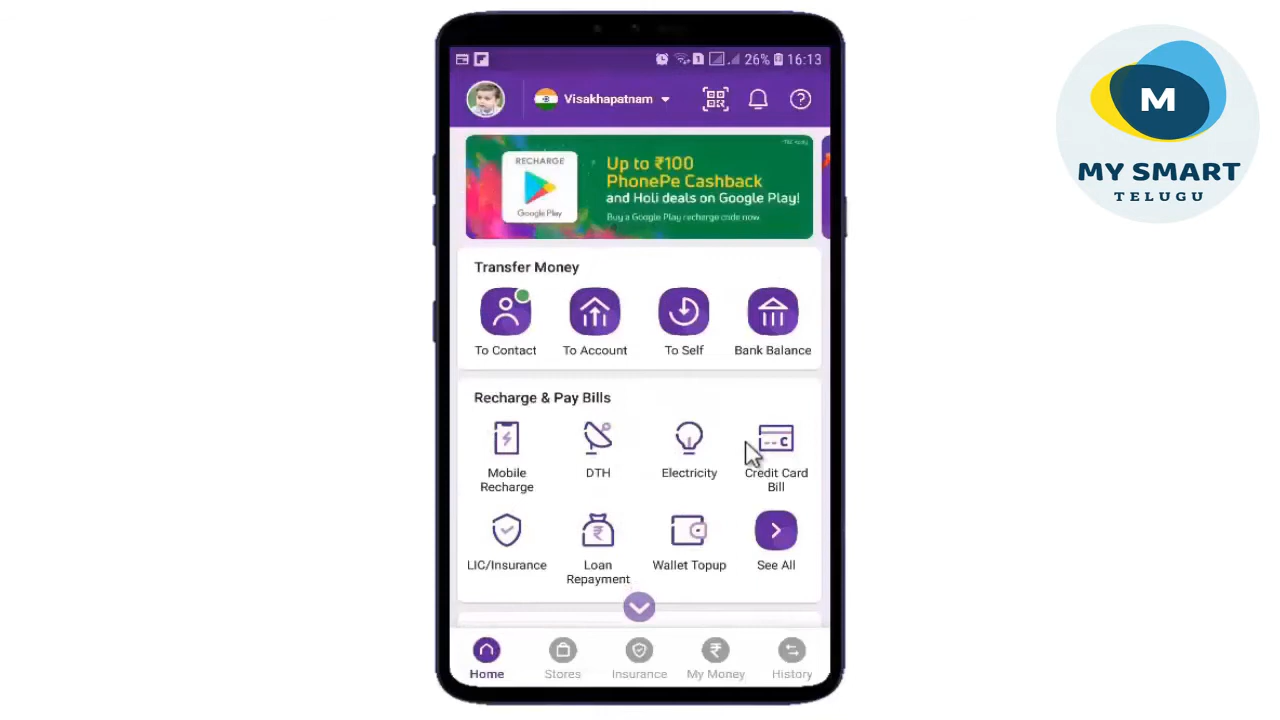 26% 16:13
Visakhapatnam
RECHARGE
Google Play
Up to ₹100
PhonePe Cashback
and Holi deals on Google Play!
Buy a Google Play recharge code now.
M
MY SMART
TELUGU
Transfer Money
To Contact
To Account
To Self
Bank Balance
Recharge & Pay Bills
Mobile
Recharge
DTH
Electricity
Credit Card
Bill
LIC/Insurance
Loan
Repayment
Wallet Topup
See All
Home
Stores
Insurance
My Money
History